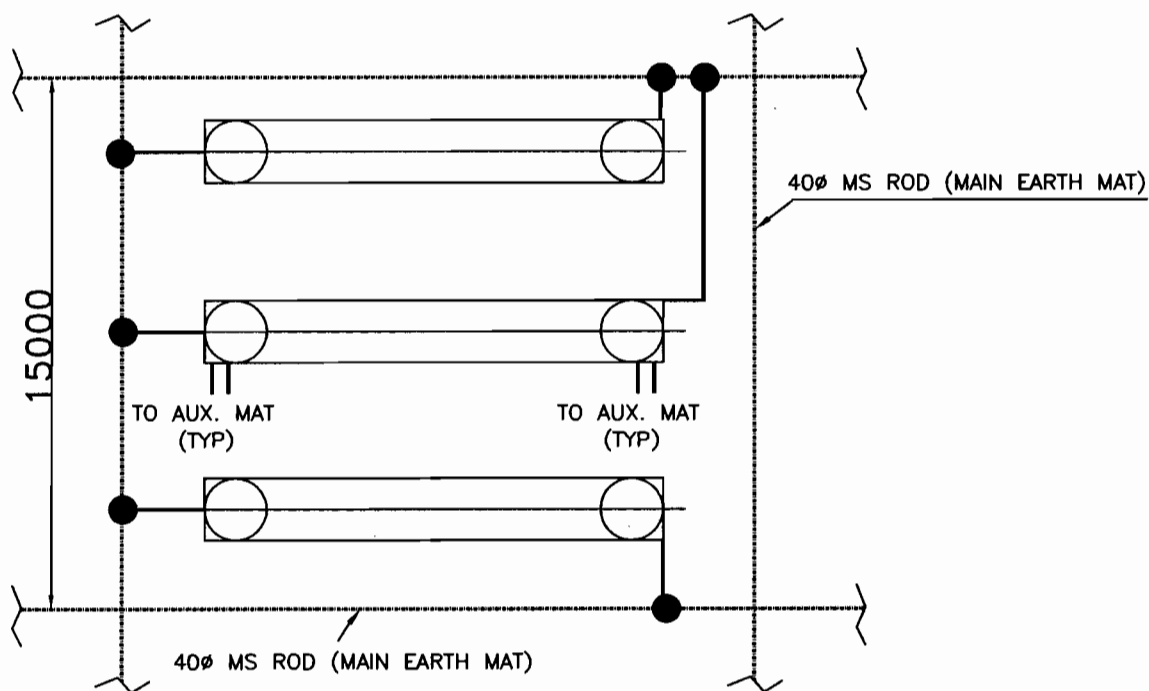 40ø MS ROD (MAIN EARTH MAT)
15000
TO AUX. MAT
(TYP)
TO AUX. MAT
(TYP)
40ø MS ROD (MAIN EARTH MAT)